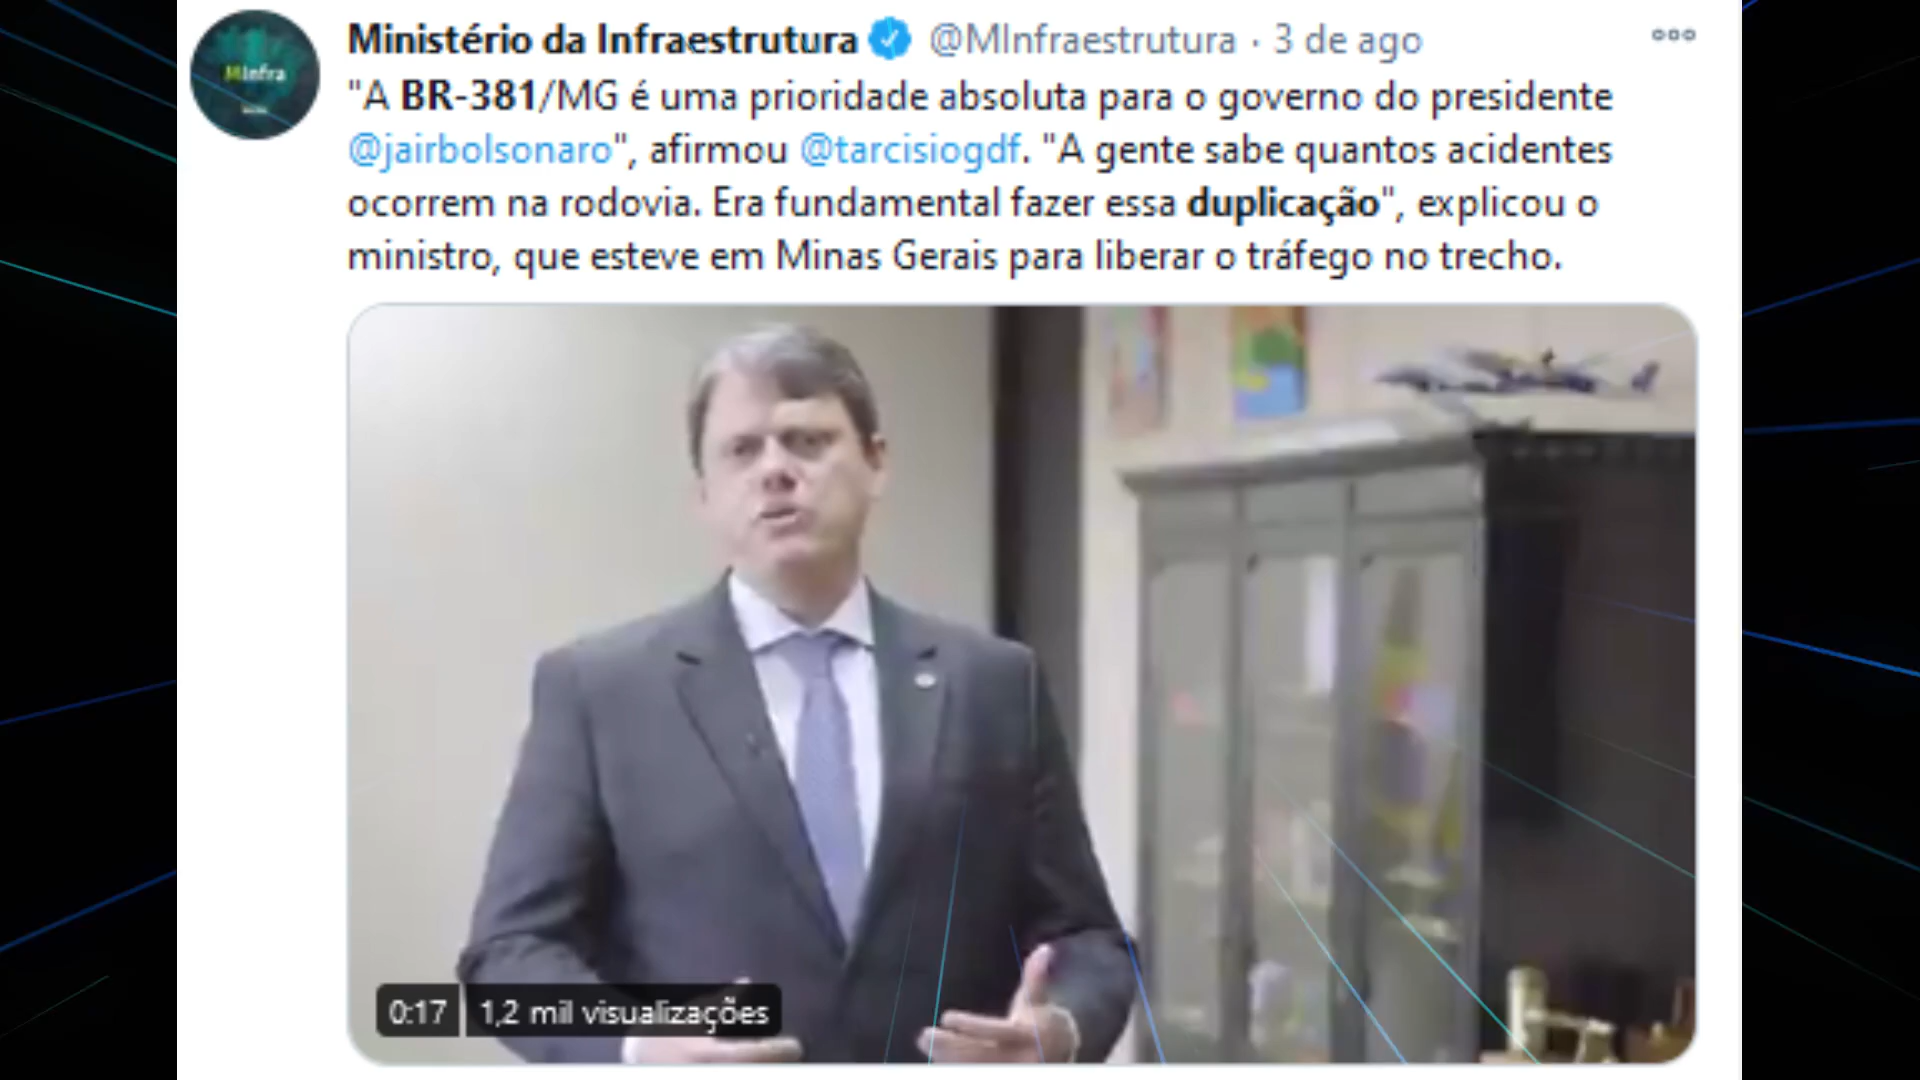 Ministério da Infraestrutura @MInfraestrutura · 3 de ago
MInfra
"A BR-381/MG é uma prioridade absoluta para o governo do presidente
@jairbolsonaro", afirmou @tarcisiogdf. "A gente sabe quantos acidentes
ocorrem na rodovia. Era fundamental fazer essa duplicação", explicou o
ministro, que esteve em Minas Gerais para liberar o tráfego no trecho.
0:17 1,2 mil visualizações